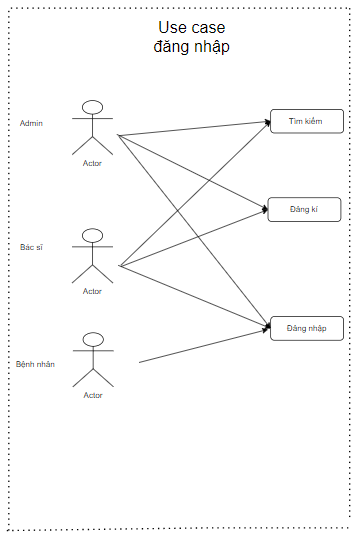 Use case
đăng nhập
Admin
Tìm kiếm
Actor
Đăng kí
Bác sĩ
Actor
Đăng nhập
Bệnh nhân
Actor